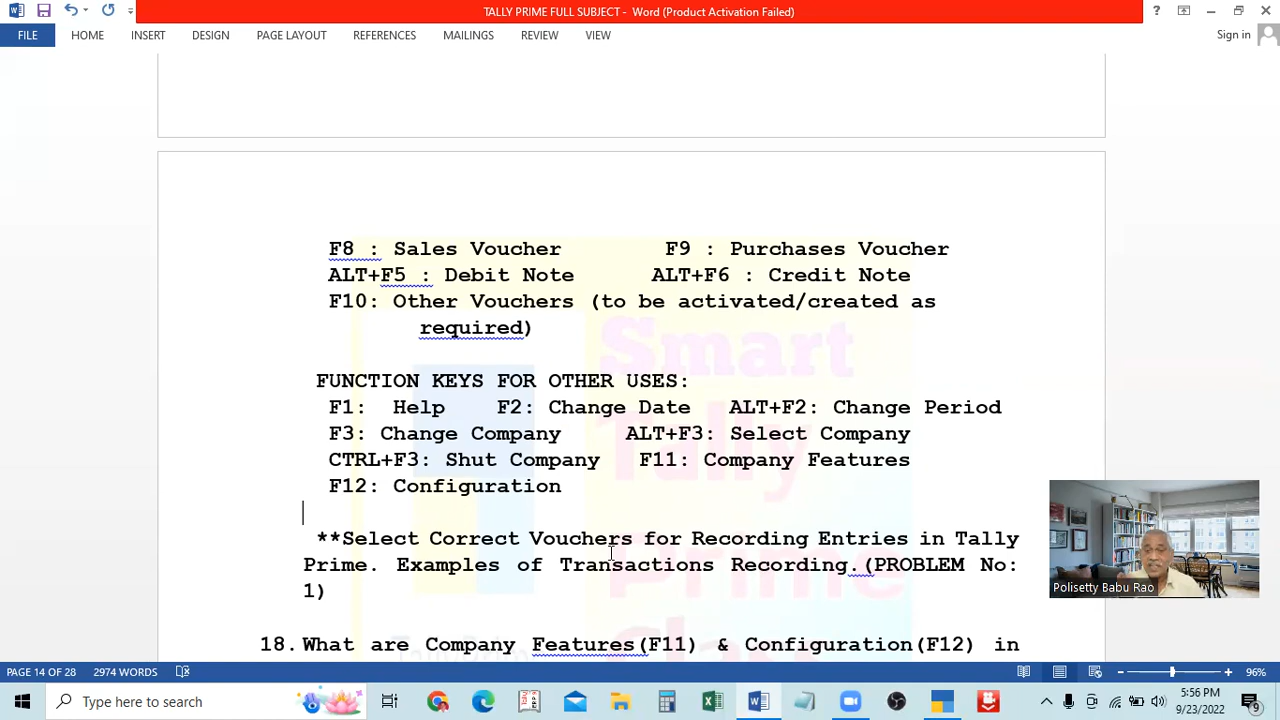 TALLY PRIME FULL SUBJECT - Word (Product Activation Failed)
FILE HOME INSERT DESIGN PAGE LAYOUT REFERENCES MAILINGS REVIEW VIEW Sign in
F8 : Sales Voucher F9 : Purchases Voucher
ALT+F5 : Debit Note ALT+F6 : Credit Note
F10: Other Vouchers (to be activated/created as
required)
FUNCTION KEYS FOR OTHER USES:
F1: Help F2: Change Date ALT+F2: Change Period
F3: Change Company ALT+F3: Select Company
CTRL+F3: Shut Company F11: Company Features
F12: Configuration
**Select Correct Vouchers for Recording Entries in Tally
Prime. Examples of Transactions Recording.(PROBLEM No:
1)
18. What are Company Features(F11) & Configuration(F12) in
Smart
Tally
Prime
Polisetty Babu Rao
PAGE 14 OF 28 2974 WORDS 96%
Type here to search
5:56 PM
9/23/2022
9